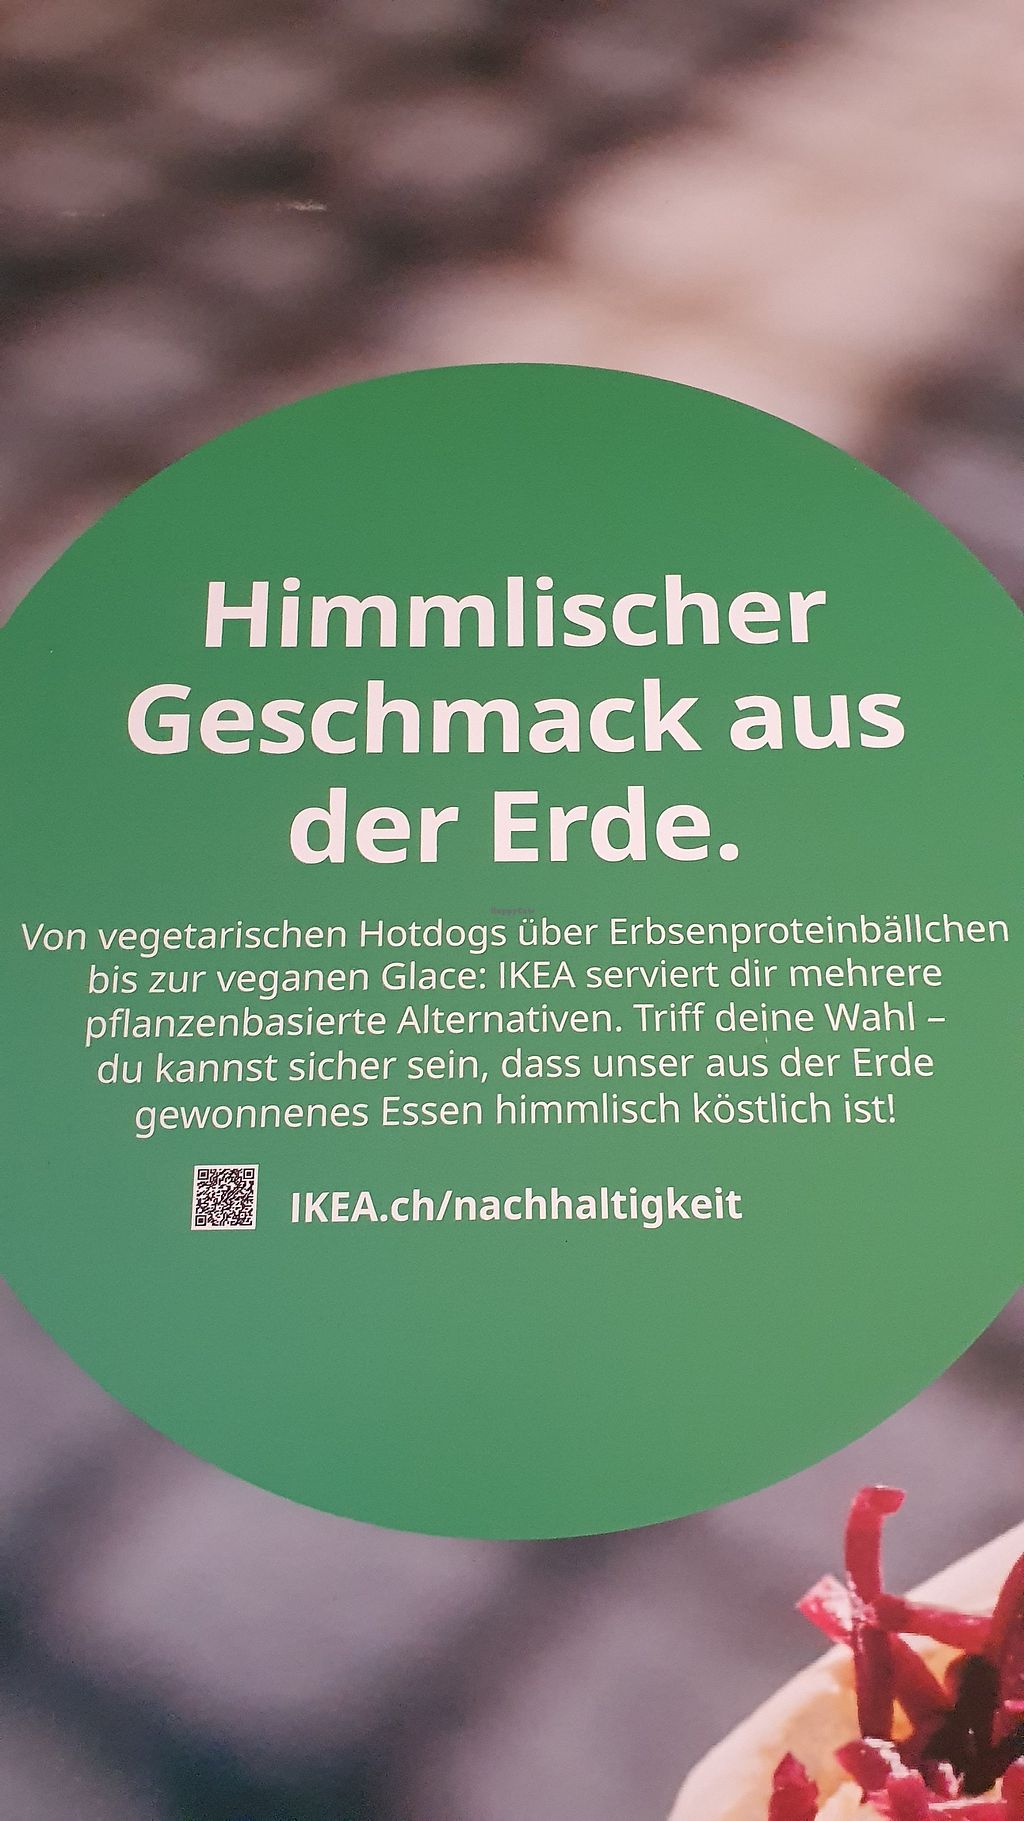 Himmlischer
Geschmack aus
der Erde.
Von vegetarischen Hotdogs über Erbsenproteinbällchen
bis zur veganen Glace: IKEA serviert dir mehrere
pflanzenbasierte Alternativen. Triff deine Wahl –
du kannst sicher sein, dass unser aus der Erde
gewonnenes Essen himmlisch köstlich ist!
IKEA.ch/nachhaltigkeit